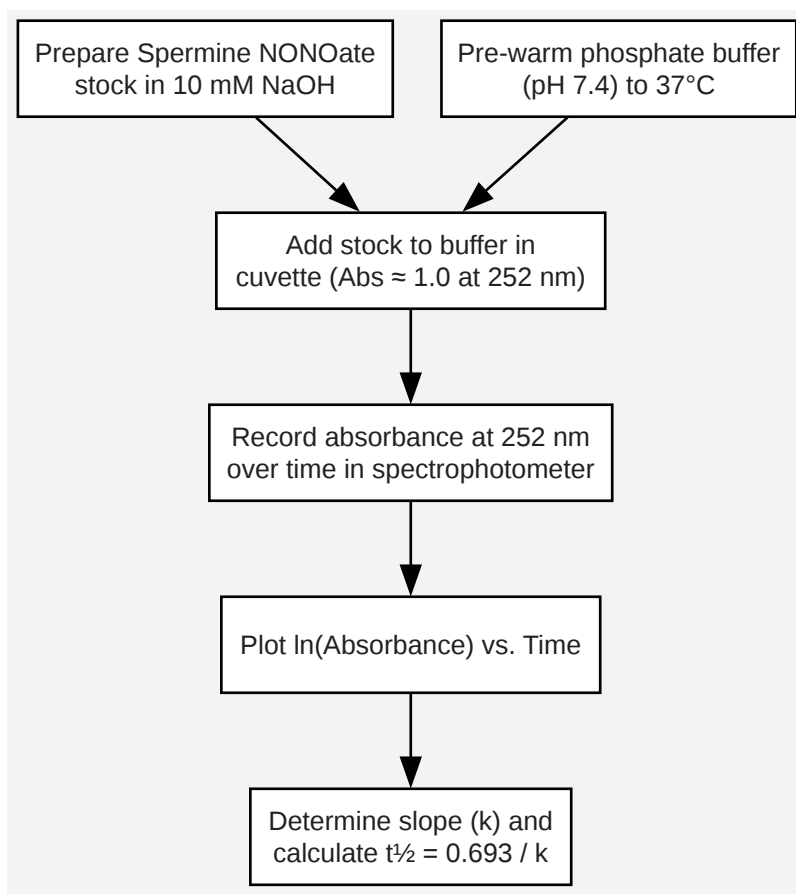 Prepare Spermine NONOate
stock in 10 mM NaOH
Pre-warm phosphate buffer
(pH 7.4) to 37°C
Add stock to buffer in
cuvette (Abs ≈ 1.0 at 252 nm)
Record absorbance at 252 nm
over time in spectrophotometer
Plot ln(Absorbance) vs. Time
Determine slope (k) and
calculate t½ = 0.693 / k